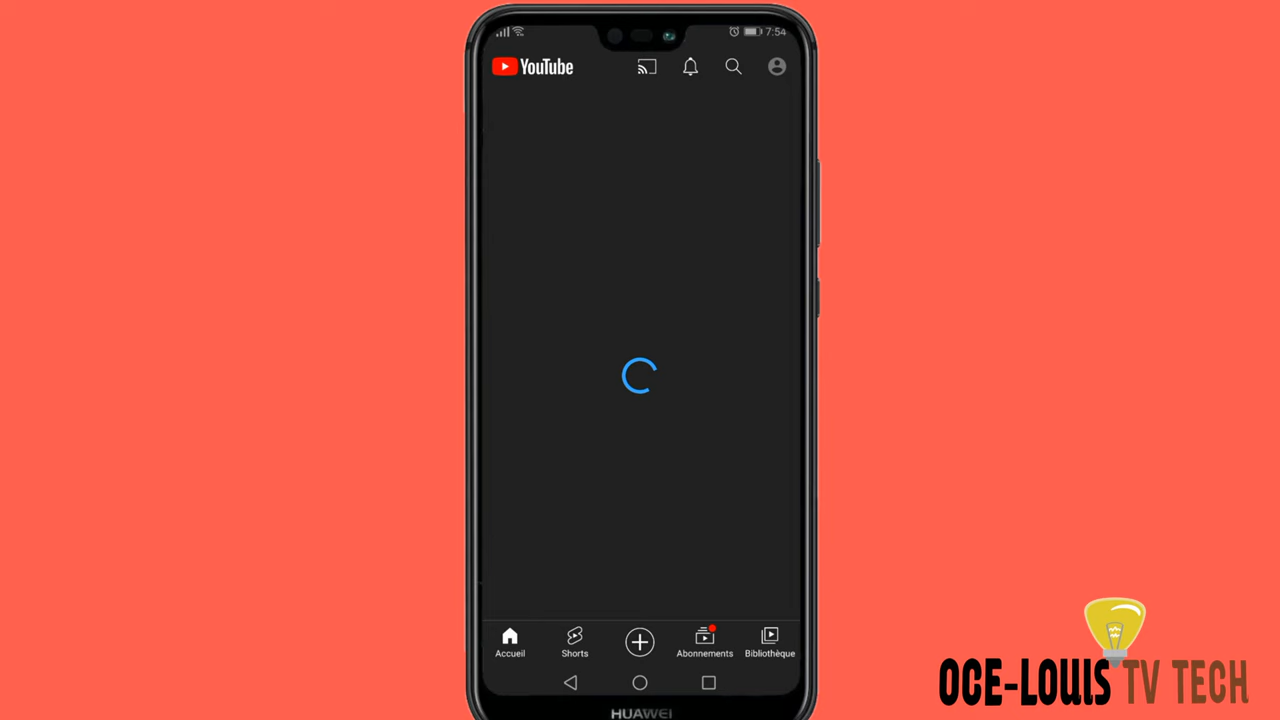 7:54
YouTube
Accueil
Shorts
Abonnements
Bibliothèque
HUAWEI
OCE-LOUIS TV TECH